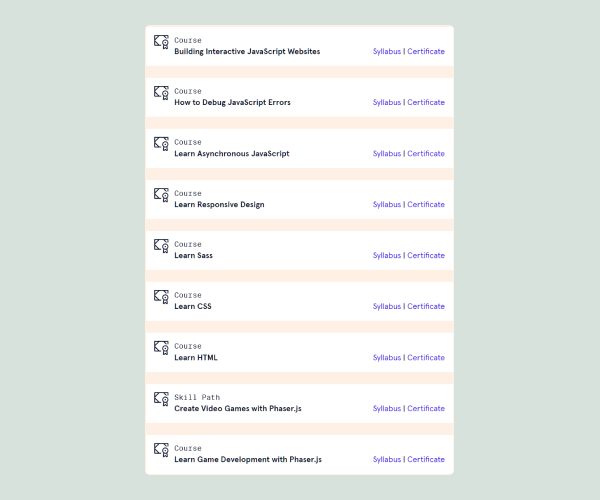 Course
Building Interactive JavaScript Websites
Syllabus | Certificate
Course
How to Debug JavaScript Errors
Syllabus | Certificate
Course
Learn Asynchronous JavaScript
Syllabus | Certificate
Course
Learn Responsive Design
Syllabus | Certificate
Course
Learn Sass
Syllabus | Certificate
Course
Learn CSS
Syllabus | Certificate
Course
Learn HTML
Syllabus | Certificate
Skill Path
Create Video Games with Phaser.js
Syllabus | Certificate
Course
Learn Game Development with Phaser.js
Syllabus | Certificate